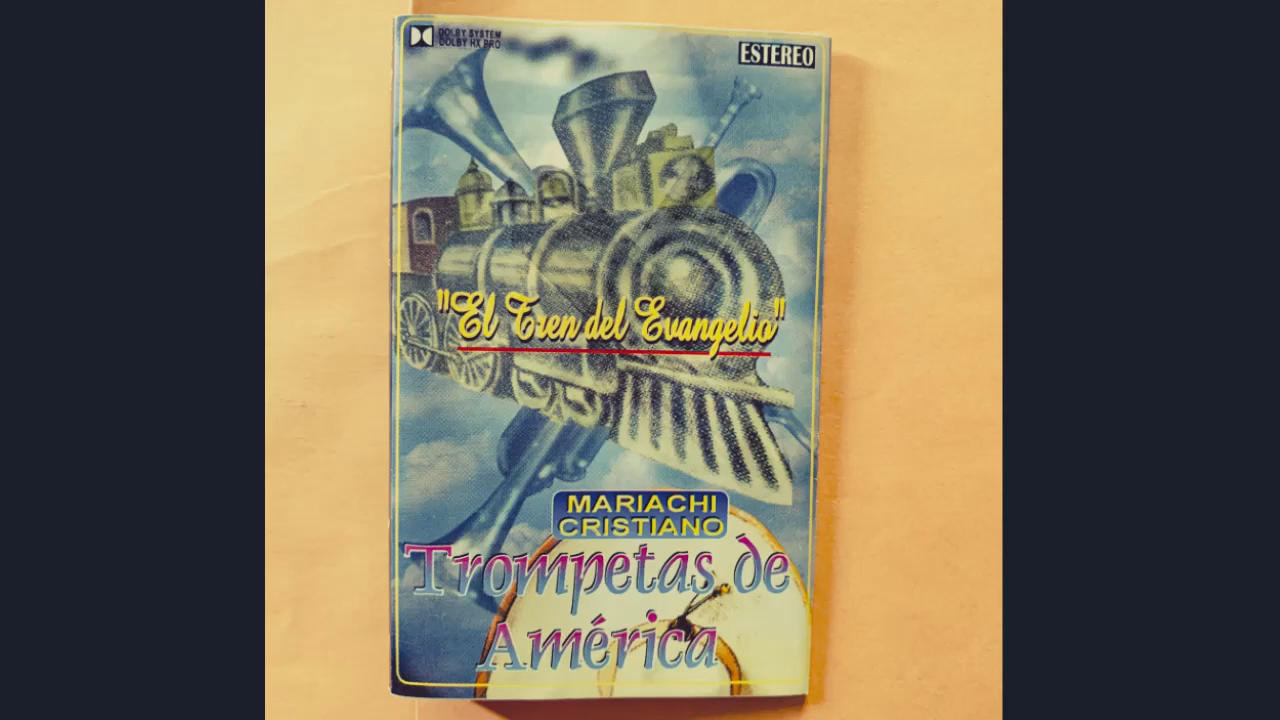 DOLBY SYSTEM
DOLBY HX PRO
ESTEREO
"El Tren del Evangelio"
MARIACHI
CRISTIANO
Trompetas de
América